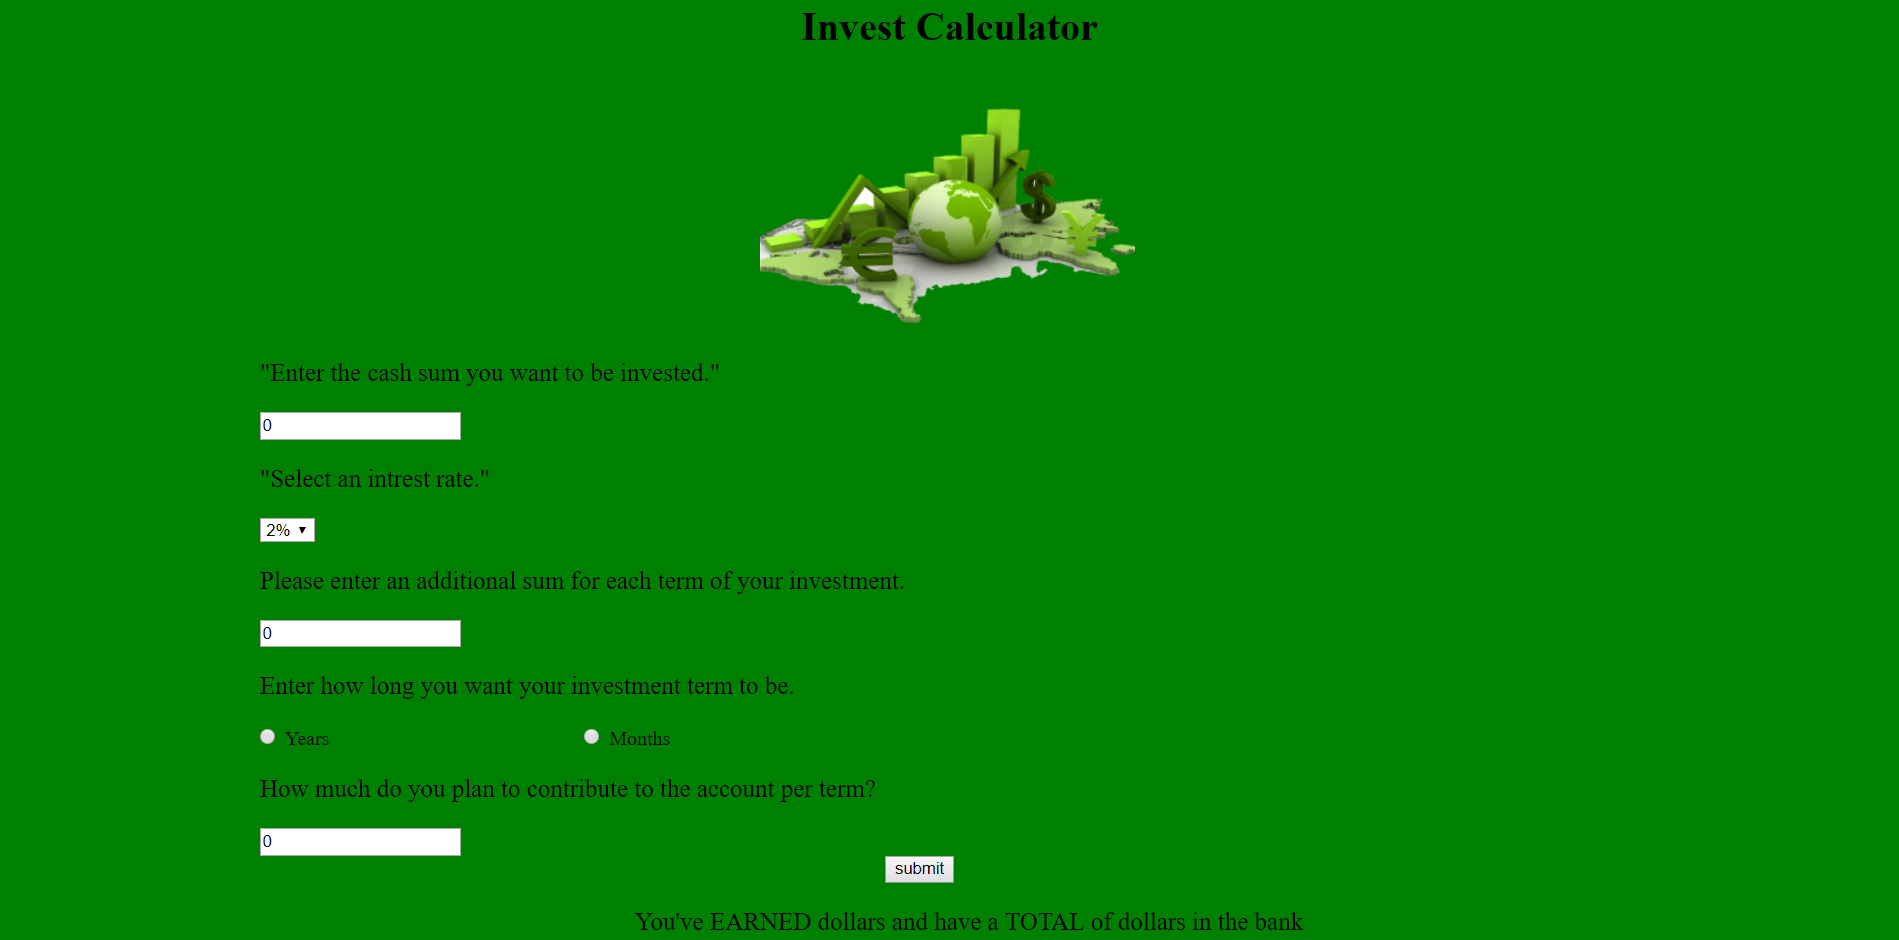 Invest Calculator
"Enter the cash sum you want to be invested."
0
"Select an intrest rate."
2%
Please enter an additional sum for each term of your investment.
0
Enter how long you want your investment term to be.
Years Months
How much do you plan to contribute to the account per term?
0
submit
You've EARNED dollars and have a TOTAL of dollars in the bank